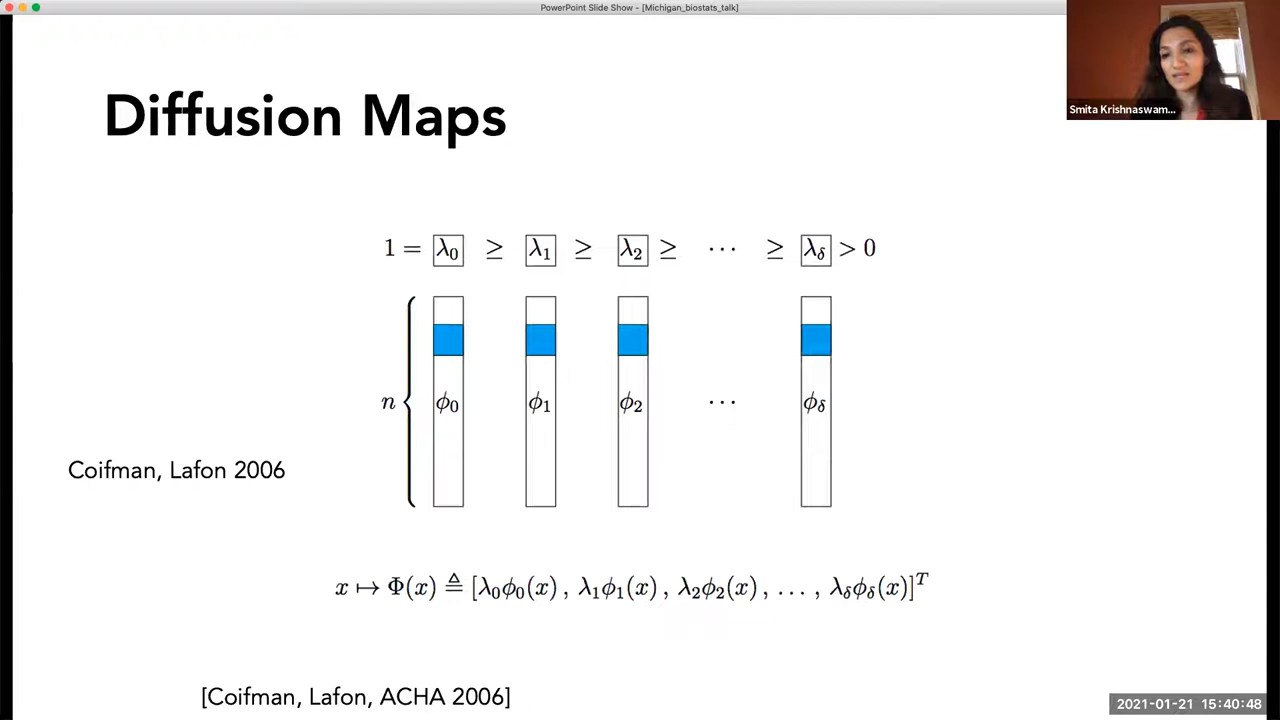 PowerPoint Slide Show - [Michigan_biostats_talk]
Smita Krishnaswam...
Diffusion Maps
1 = λ₀ ≥ λ₁ ≥ λ₂ ≥ ⋯ ≥ λ_δ > 0
n { ϕ₀ ϕ₁ ϕ₂ ⋯ ϕ_δ
Coifman, Lafon 2006
x ↦ Φ(x) ≜ [λ₀ϕ₀(x), λ₁ϕ₁(x), λ₂ϕ₂(x), …, λ_δϕ_δ(x)]ᵀ
[Coifman, Lafon, ACHA 2006]
2021-01-21 15:40:48